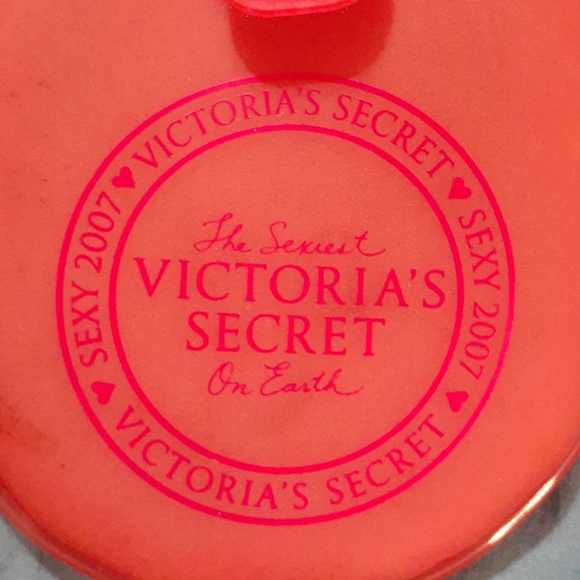 VICTORIA'S SECRET
SEXY 2007
VICTORIA'S SECRET
SEXY 2007
The Sexiest
VICTORIA'S
SECRET
On Earth